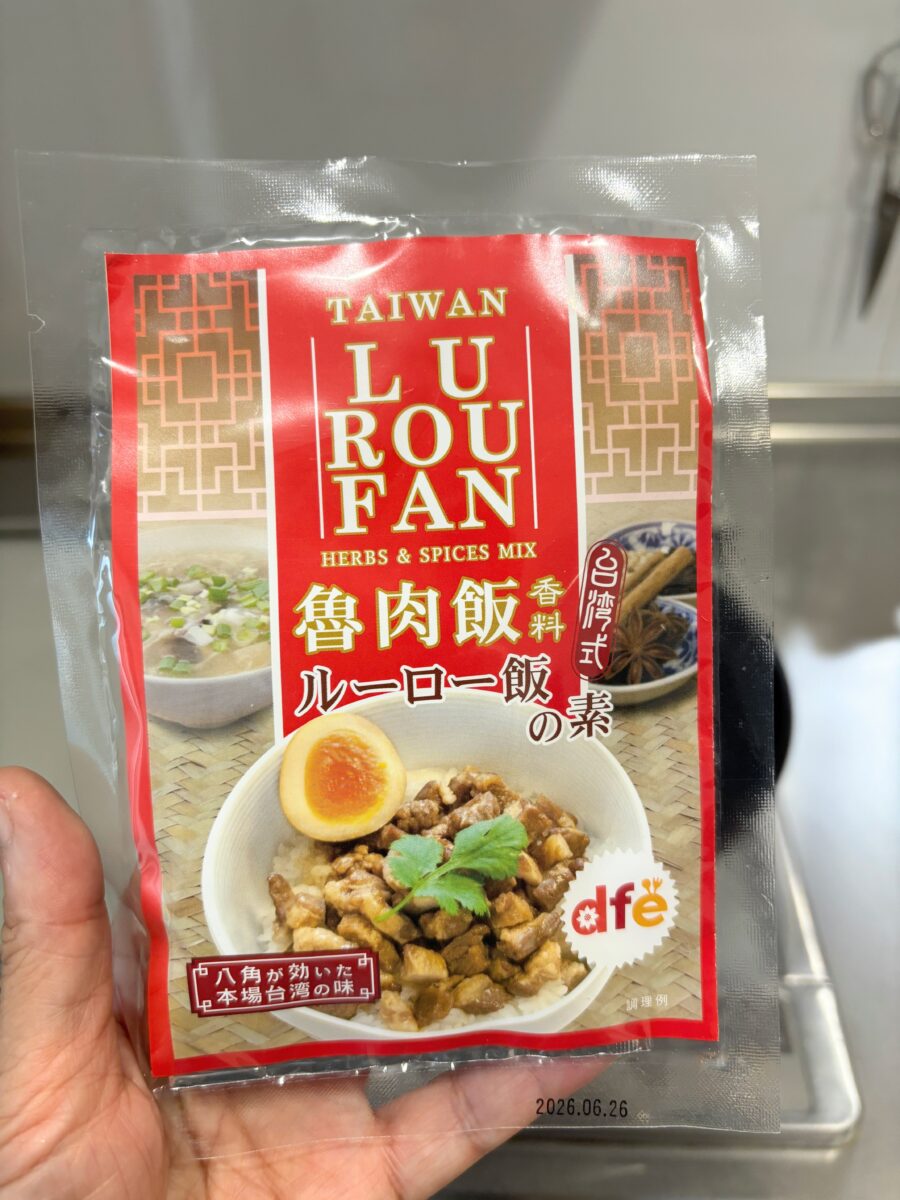 TAIWAN
LU
ROU
FAN
HERBS & SPICES MIX
魯肉飯
香料
台湾式
ルーロー飯
の素
dfe
八角が効いた
本場台湾の味
調理例
2026.06.26